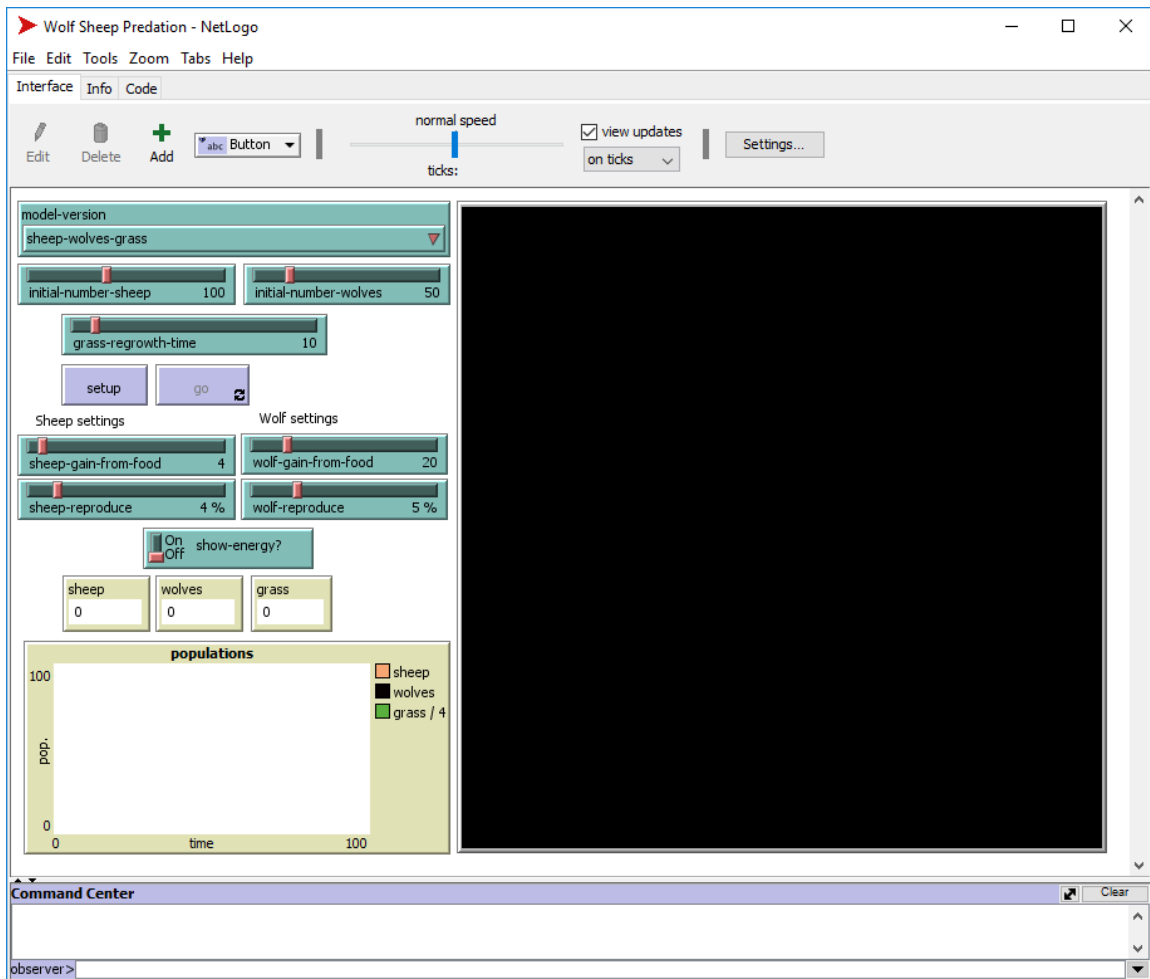 Wolf Sheep Predation - NetLogo
File Edit Tools Zoom Tabs Help
Interface Info Code
Edit Delete Add abc Button
normal speed
ticks:
view updates
on ticks
Settings...
model-version
sheep-wolves-grass
initial-number-sheep 100
initial-number-wolves 50
grass-regrowth-time 10
setup go
Sheep settings Wolf settings
sheep-gain-from-food 4
wolf-gain-from-food 20
sheep-reproduce 4 %
wolf-reproduce 5 %
On
Off
show-energy?
sheep wolves grass
0 0 0
populations
100
pop.
0
0 time 100
sheep
wolves
grass / 4
Command Center Clear
observer>